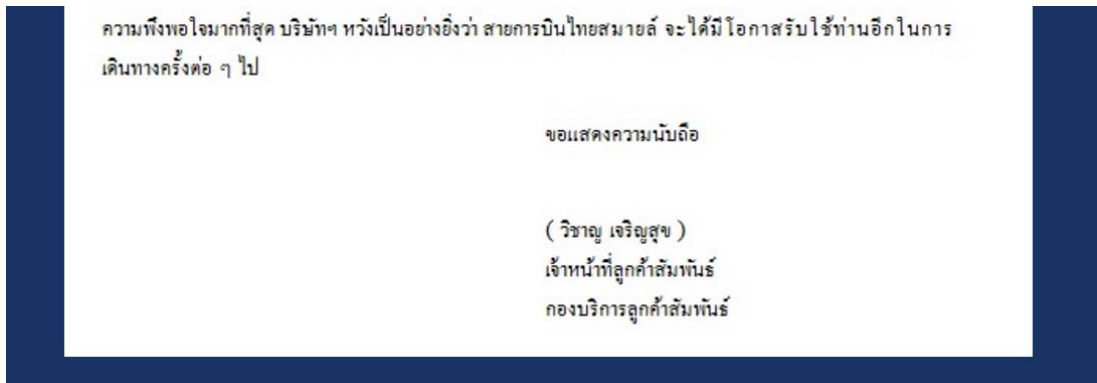 ความพึงพอใจมากที่สุด บริษัทฯ หวังเป็นอย่างยิ่งว่า สายการบินไทยสมายล์ จะได้มีโอกาสรับใช้ท่านอีกในการ
เดินทางครั้งต่อ ๆ ไป
ขอแสดงความนับถือ
( วิชาญ เจริญสุข )
เจ้าหน้าที่ลูกค้าสัมพันธ์
กองบริการลูกค้าสัมพันธ์